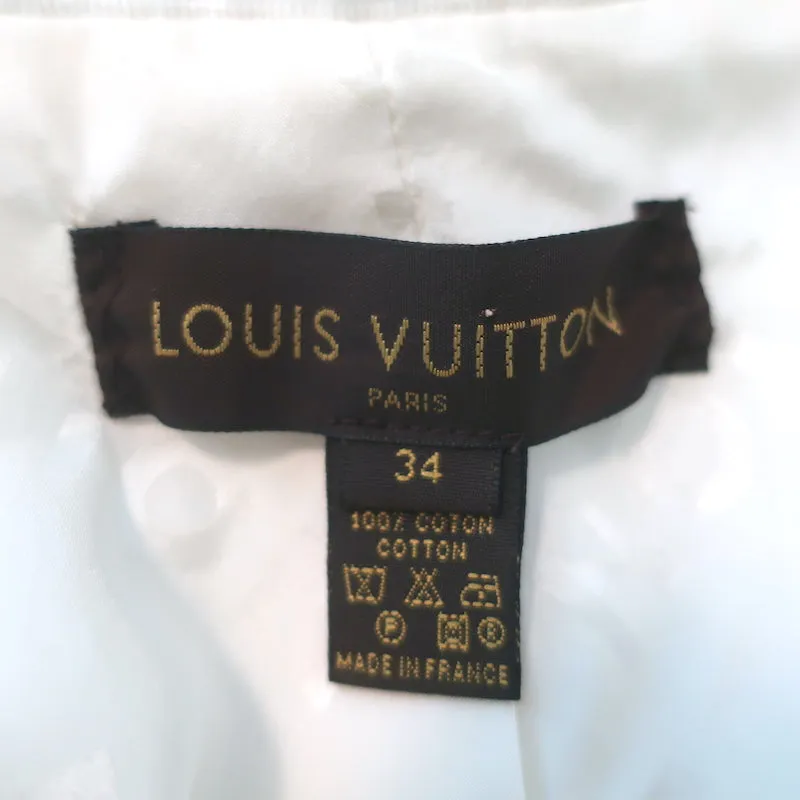 LOUIS VUITTON
PARIS
34
100% COTON
COTTON
P
MADE IN FRANCE